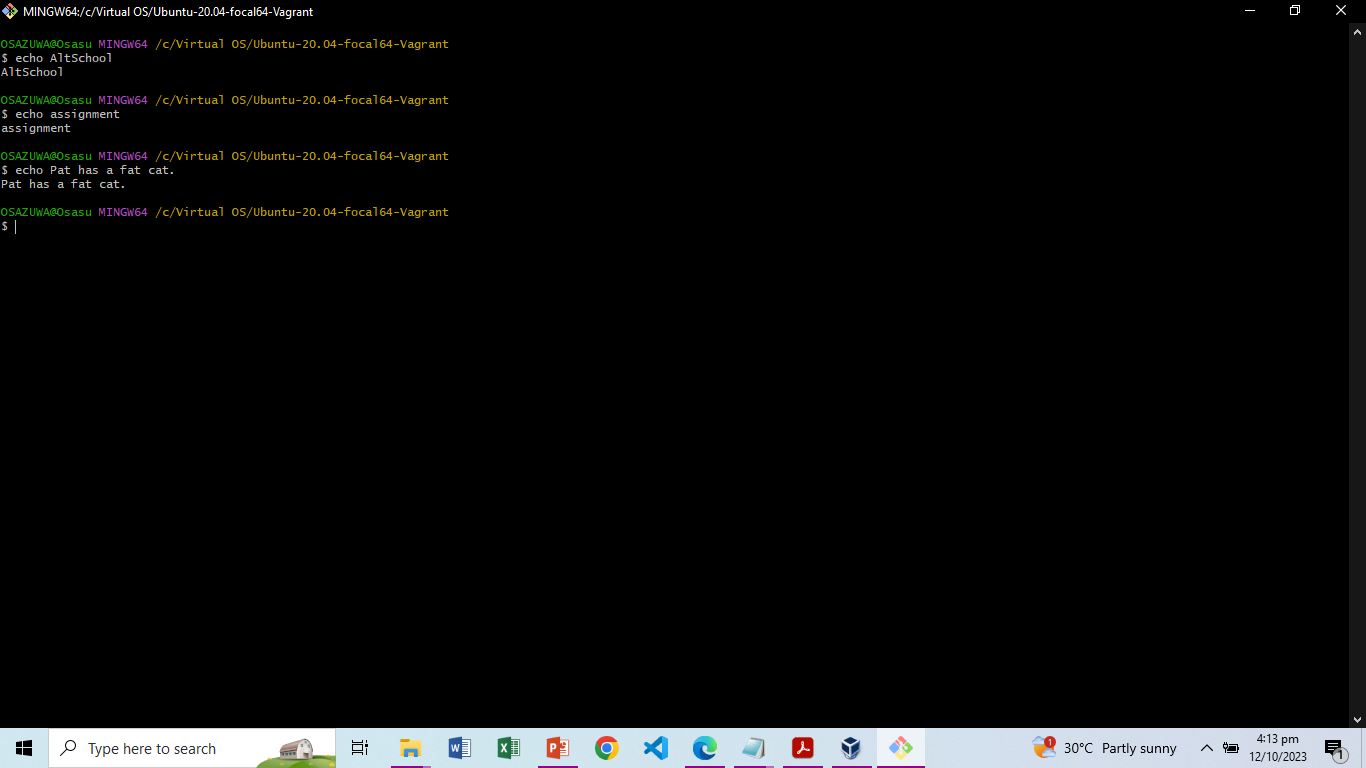 MINGW64:/c/Virtual OS/Ubuntu-20.04-focal64-Vagrant
OSAZUWA@Osasu MINGW64 /c/Virtual OS/Ubuntu-20.04-focal64-Vagrant
$ echo AltSchool
AltSchool
OSAZUWA@Osasu MINGW64 /c/Virtual OS/Ubuntu-20.04-focal64-Vagrant
$ echo assignment
assignment
OSAZUWA@Osasu MINGW64 /c/Virtual OS/Ubuntu-20.04-focal64-Vagrant
$ echo Pat has a fat cat.
Pat has a fat cat.
OSAZUWA@Osasu MINGW64 /c/Virtual OS/Ubuntu-20.04-focal64-Vagrant
$
Type here to search
1
30°C Partly sunny
4:13 pm
12/10/2023
1